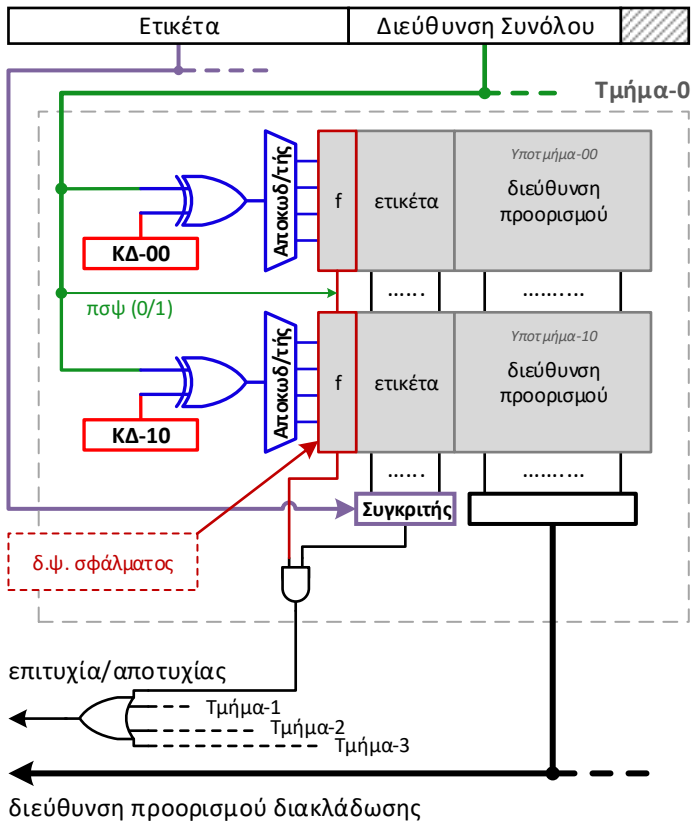 Ετικέτα Διεύθυνση Συνόλου
Τμήμα-0
Αποκωδ/τής
f
ετικέτα
Υποτμήμα-00
διεύθυνση
προορισμού
ΚΔ-00
...... ..........
πσψ (0/1)
Αποκωδ/τής
f
ετικέτα
Υποτμήμα-10
διεύθυνση
προορισμού
ΚΔ-10
...... ..........
Συγκριτής
δ.ψ. σφάλματος
επιτυχία/αποτυχίας
Τμήμα-1
Τμήμα-2
Τμήμα-3
διεύθυνση προορισμού διακλάδωσης